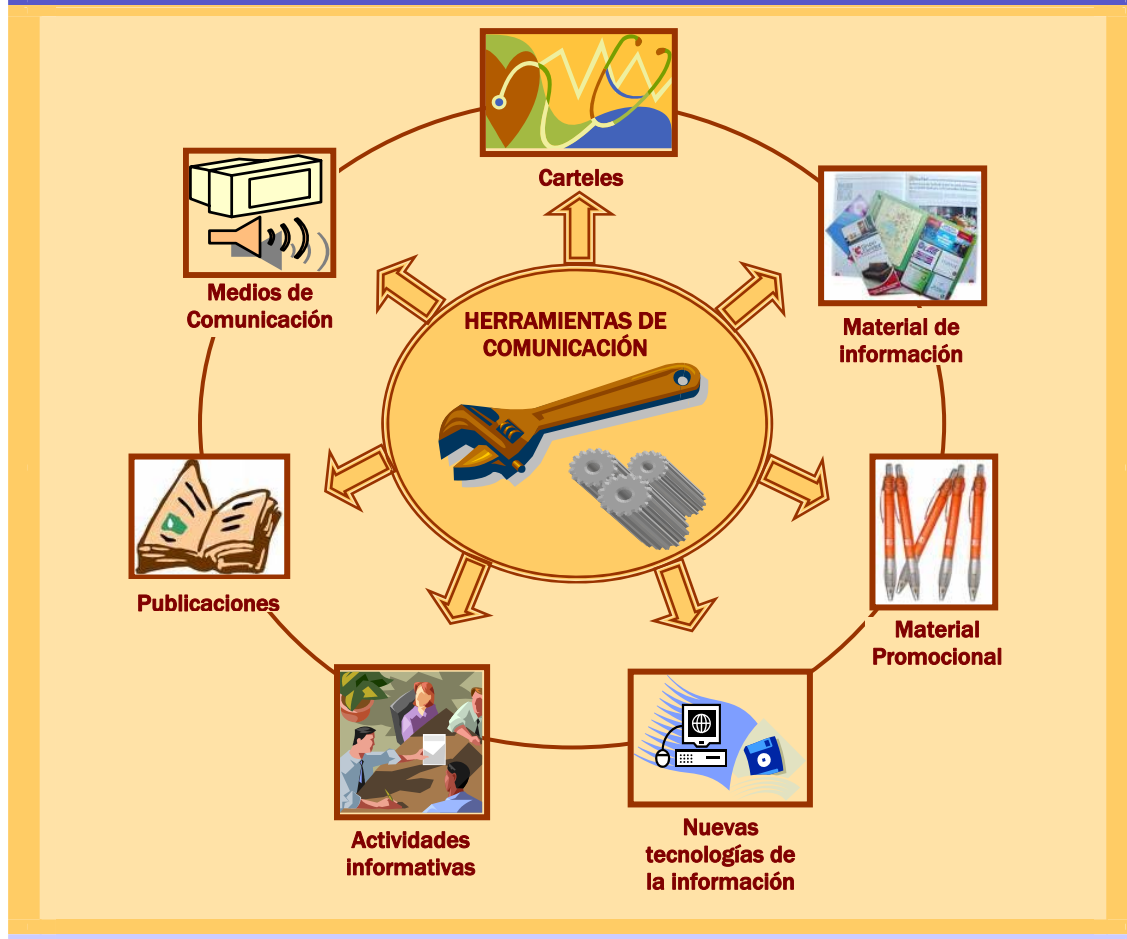 Carteles
Medios de
Comunicación
Material de
información
HERRAMIENTAS DE
COMUNICACIÓN
Publicaciones
Material
Promocional
Actividades
informativas
Nuevas
tecnologías de
la información